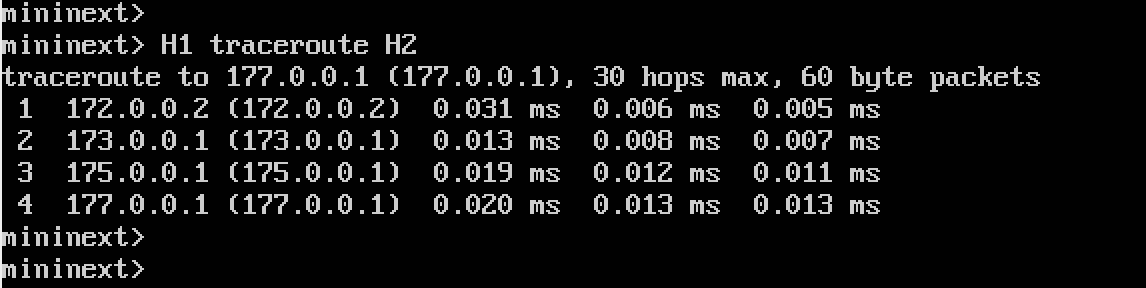 mininext>
mininext> H1 traceroute H2
traceroute to 177.0.0.1 (177.0.0.1), 30 hops max, 60 byte packets
 1  172.0.0.2 (172.0.0.2)  0.031 ms  0.006 ms  0.005 ms
 2  173.0.0.1 (173.0.0.1)  0.013 ms  0.008 ms  0.007 ms
 3  175.0.0.1 (175.0.0.1)  0.019 ms  0.012 ms  0.011 ms
 4  177.0.0.1 (177.0.0.1)  0.020 ms  0.013 ms  0.013 ms
mininext>
mininext>